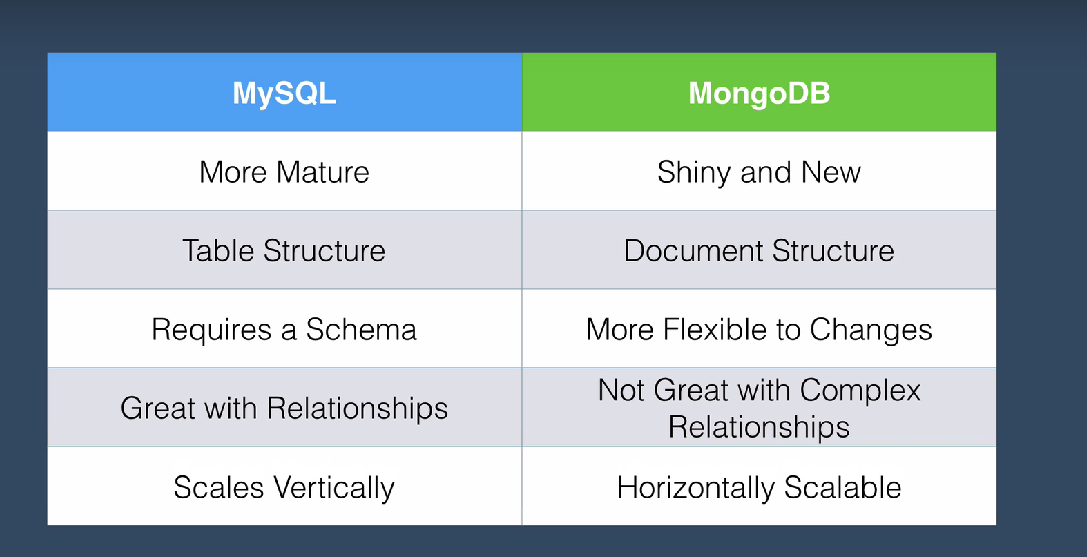 MySQL
MongoDB
More Mature
Shiny and New
Table Structure
Document Structure
Requires a Schema
More Flexible to Changes
Great with Relationships
Not Great with Complex
Relationships
Scales Vertically
Horizontally Scalable